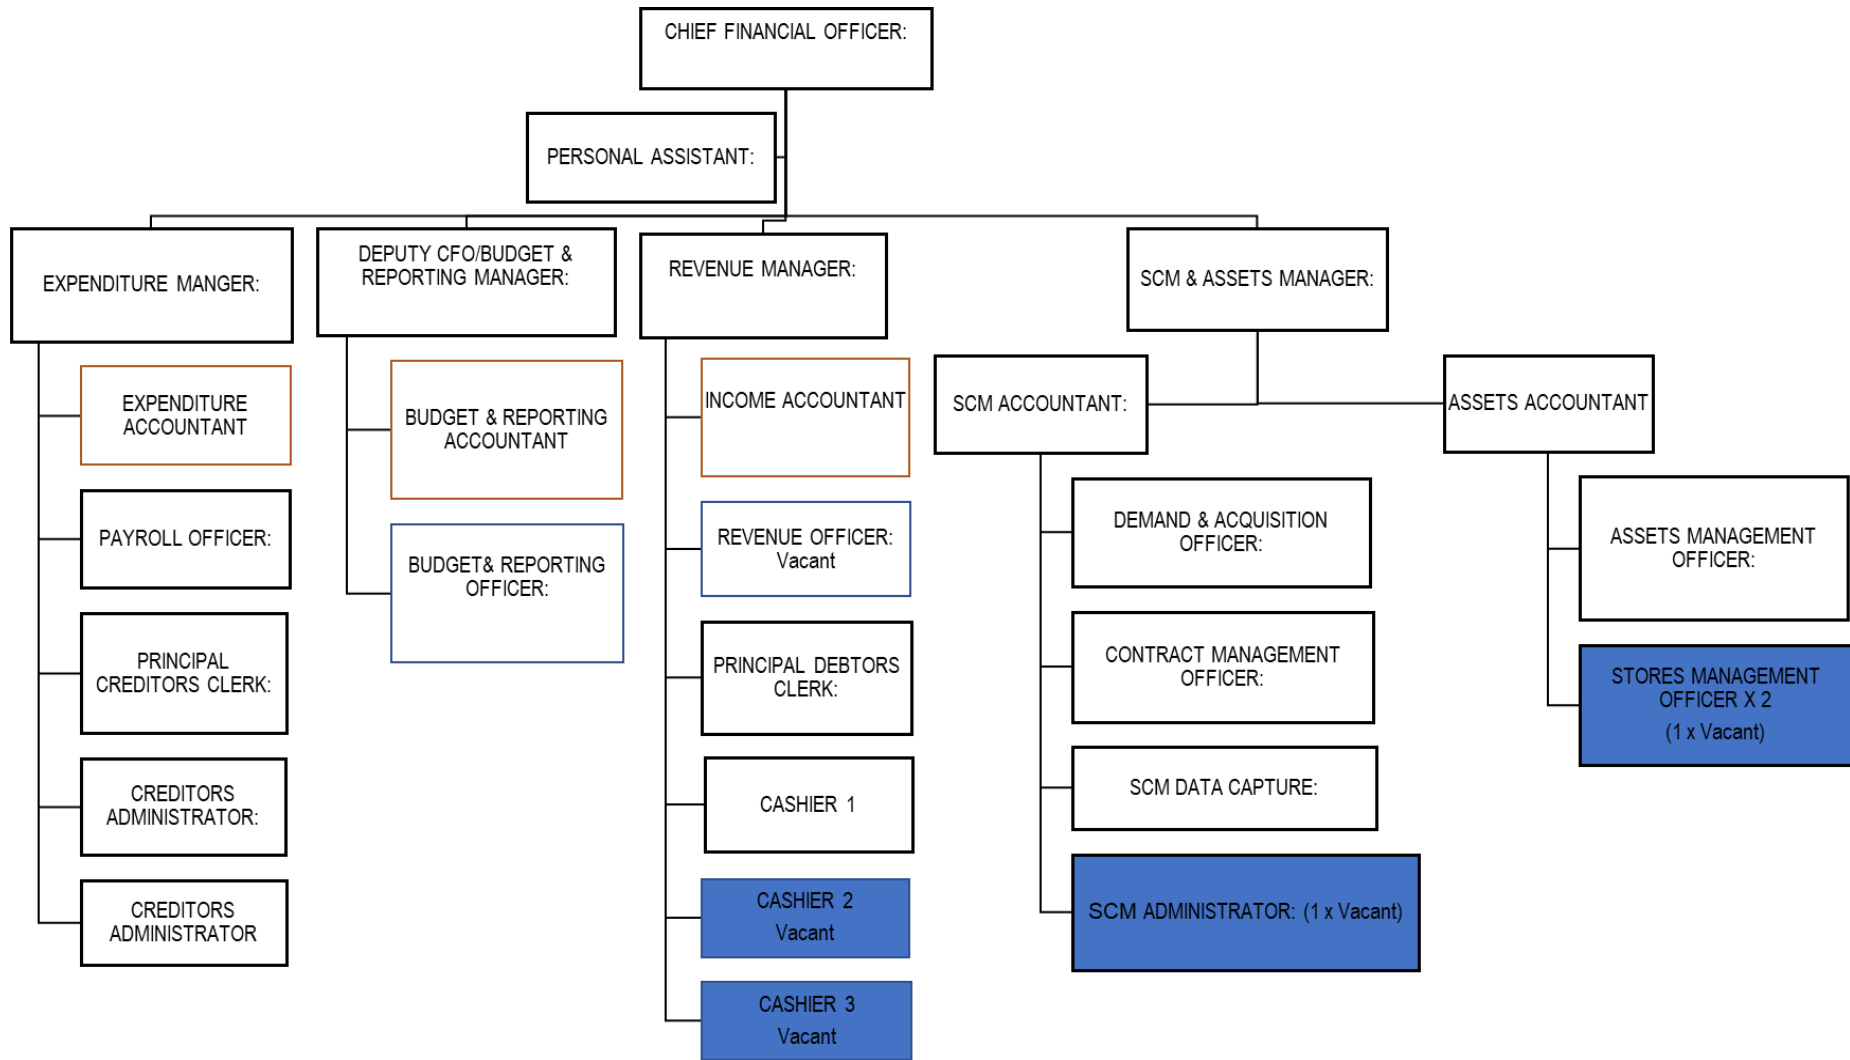 CHIEF FINANCIAL OFFICER:
PERSONAL ASSISTANT:
EXPENDITURE MANGER:
DEPUTY CFO/BUDGET &
REPORTING MANAGER:
REVENUE MANAGER:
SCM & ASSETS MANAGER:
EXPENDITURE
ACCOUNTANT
PAYROLL OFFICER:
PRINCIPAL
CREDITORS CLERK:
CREDITORS
ADMINISTRATOR:
CREDITORS
ADMINISTRATOR
BUDGET & REPORTING
ACCOUNTANT
BUDGET& REPORTING
OFFICER:
INCOME ACCOUNTANT
REVENUE OFFICER:
Vacant
PRINCIPAL DEBTORS
CLERK:
CASHIER 1
CASHIER 2
Vacant
CASHIER 3
Vacant
SCM ACCOUNTANT:
DEMAND & ACQUISITION
OFFICER:
CONTRACT MANAGEMENT
OFFICER:
SCM DATA CAPTURE:
SCM ADMINISTRATOR: (1 x Vacant)
ASSETS ACCOUNTANT
ASSETS MANAGEMENT
OFFICER:
STORES MANAGEMENT
OFFICER X 2
(1 x Vacant)